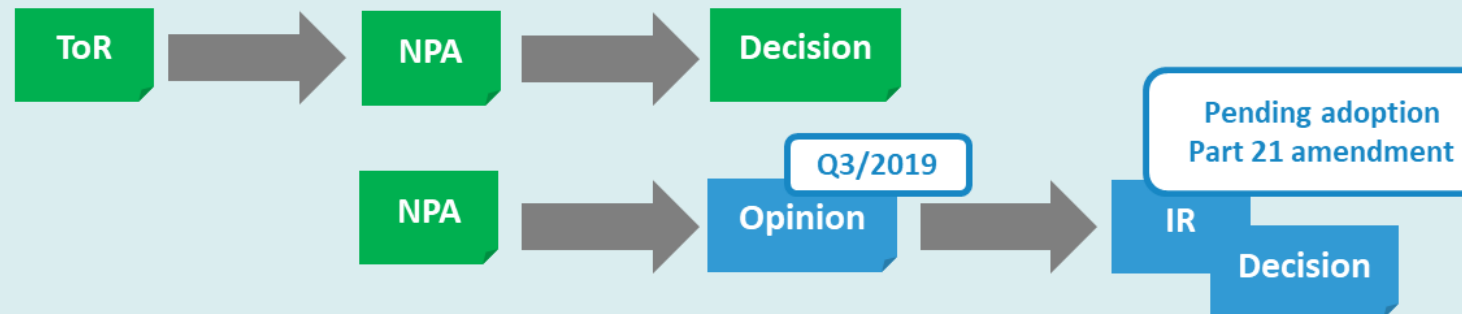 ToR
NPA
Decision
Pending adoption
Part 21 amendment
Q3/2019
NPA
Opinion
IR
Decision